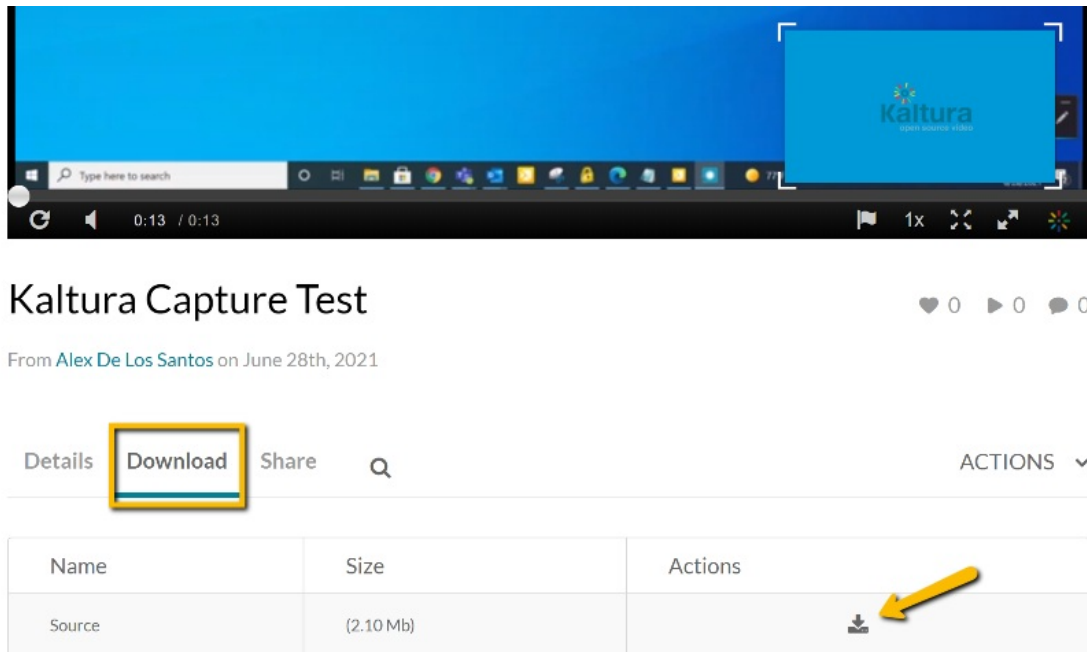 Kaltura
open source video
Type here to search
0:13 / 0:13
1x
Kaltura Capture Test
0 0 0
From Alex De Los Santos on June 28th, 2021
Details Download Share
ACTIONS
Name Size Actions
Source (2.10 Mb)